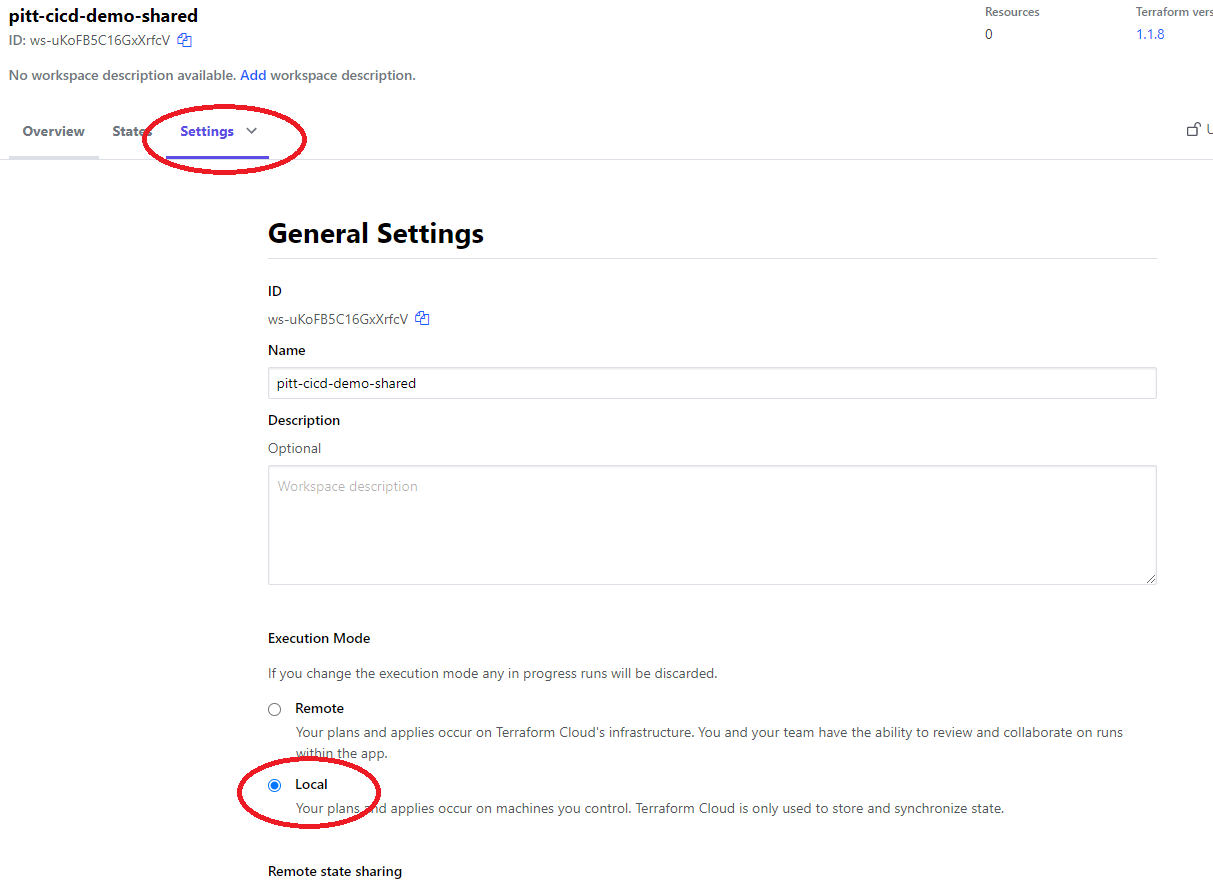 pitt-cicd-demo-shared
ID: ws-uKoFB5C16GxXrfcV
Resources
0
Terraform vers
1.1.8
No workspace description available. Add workspace description.
Overview
States
Settings
U
General Settings
ID
ws-uKoFB5C16GxXrfcV
Name
pitt-cicd-demo-shared
Description
Optional
Workspace description
Execution Mode
If you change the execution mode any in progress runs will be discarded.
Remote
Your plans and applies occur on Terraform Cloud's infrastructure. You and your team have the ability to review and collaborate on runs
within the app.
Local
Your plans and applies occur on machines you control. Terraform Cloud is only used to store and synchronize state.
Remote state sharing